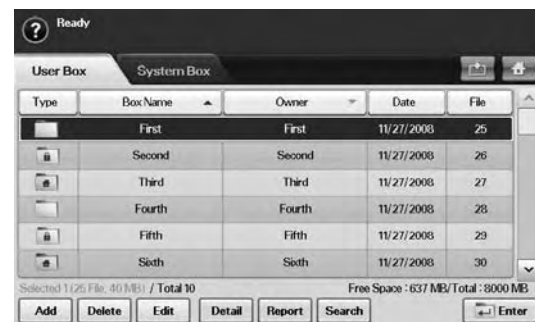 Ready
User Box System Box
Type Box Name Owner Date File
First First 11/27/2008 25
Second Second 11/27/2008 26
Third Third 11/27/2008 27
Fourth Fourth 11/27/2008 28
Fifth Fifth 11/27/2008 29
Sixth Sixth 11/27/2008 30
Selected 1 (25 File, 40 MB) / Total 10 Free Space : 637 MB/ Total : 8000 MB
Add Delete Edit Detail Report Search Enter